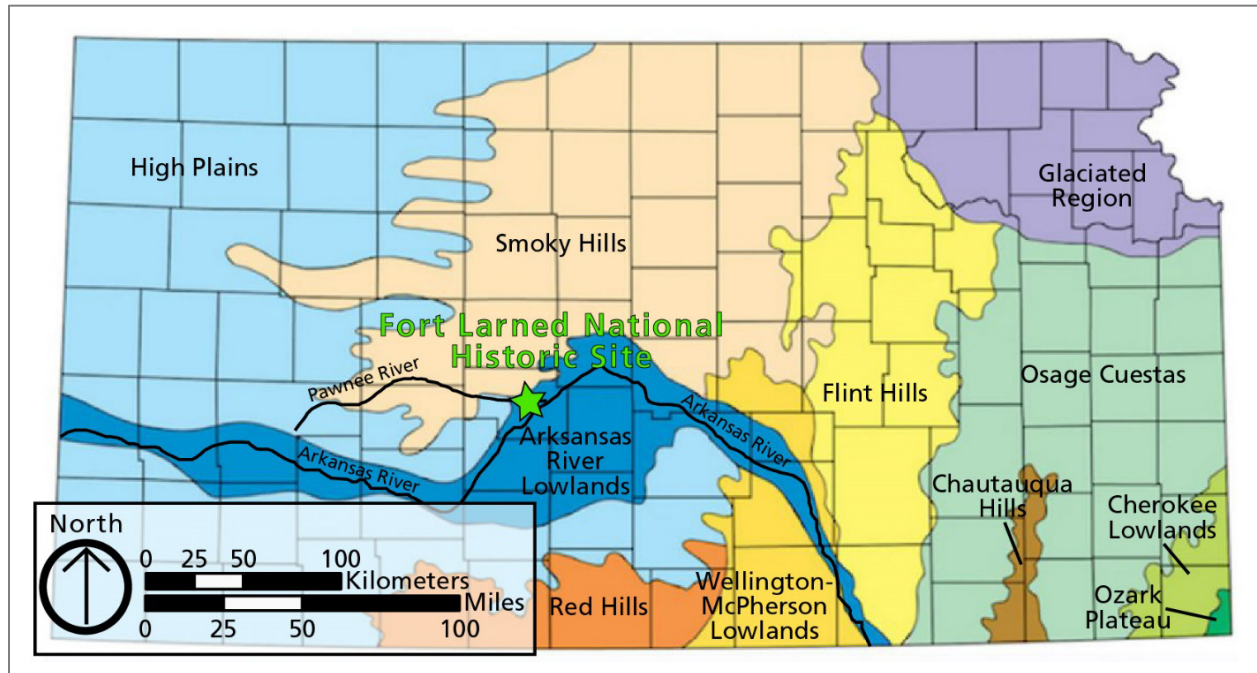 High Plains
Glaciated
Region
Smoky Hills
Fort Larned National
Historic Site
Pawnee River
Flint Hills
Osage Cuestas
Arkansas River
Arksansas
River
Lowlands
Arkansas River
Chautauqua
Hills
Cherokee
Lowlands
North
0 25 50 100
Kilometers
Miles
0 25 50 100
Red Hills
Wellington-
McPherson
Lowlands
Ozark
Plateau